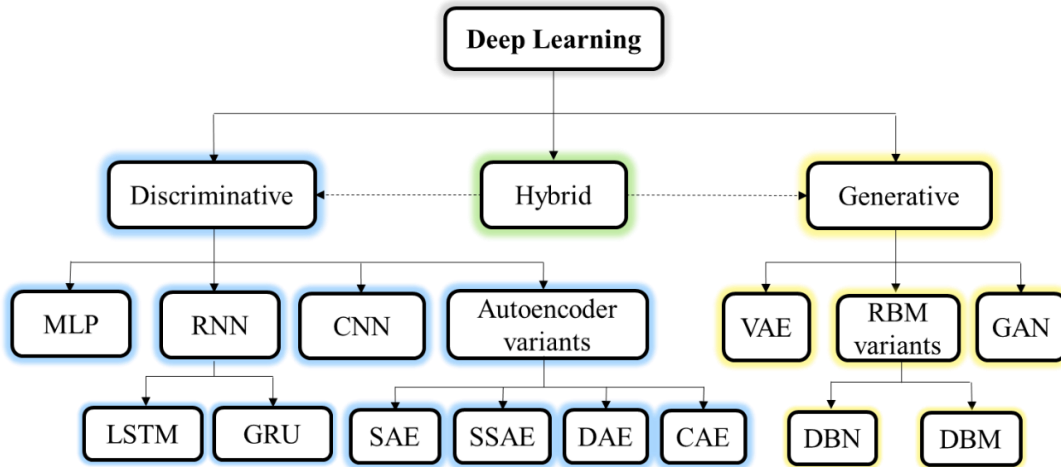 Deep Learning
Discriminative
Hybrid
Generative
MLP
RNN
CNN
Autoencoder
variants
VAE
RBM
variants
GAN
LSTM
GRU
SAE
SSAE
DAE
CAE
DBN
DBM